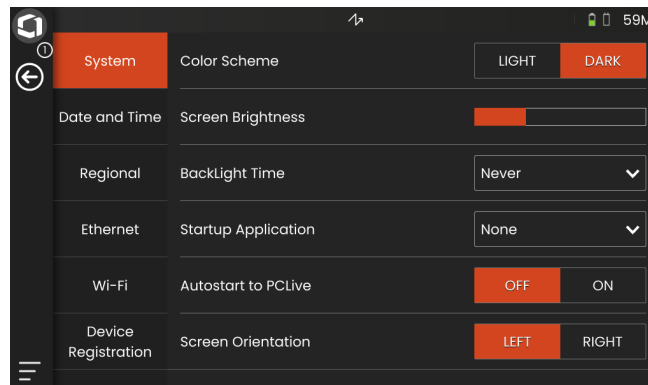 59M
1
System
Color Scheme
LIGHT
DARK
Date and Time
Screen Brightness
Regional
BackLight Time
Never
Ethernet
Startup Application
None
Wi-Fi
Autostart to PCLive
OFF
ON
Device
Registration
Screen Orientation
LEFT
RIGHT